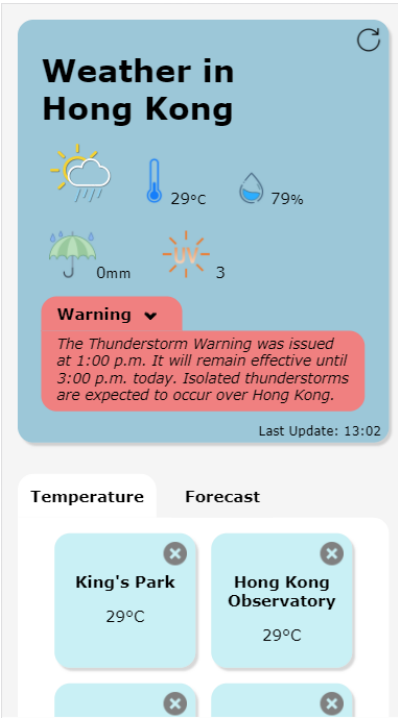 Weather in
Hong Kong
29°C
79%
0mm
UV
3
Warning
The Thunderstorm Warning was issued
at 1:00 p.m. It will remain effective until
3:00 p.m. today. Isolated thunderstorms
are expected to occur over Hong Kong.
Last Update: 13:02
Temperature
Forecast
King's Park
29°C
Hong Kong
Observatory
29°C